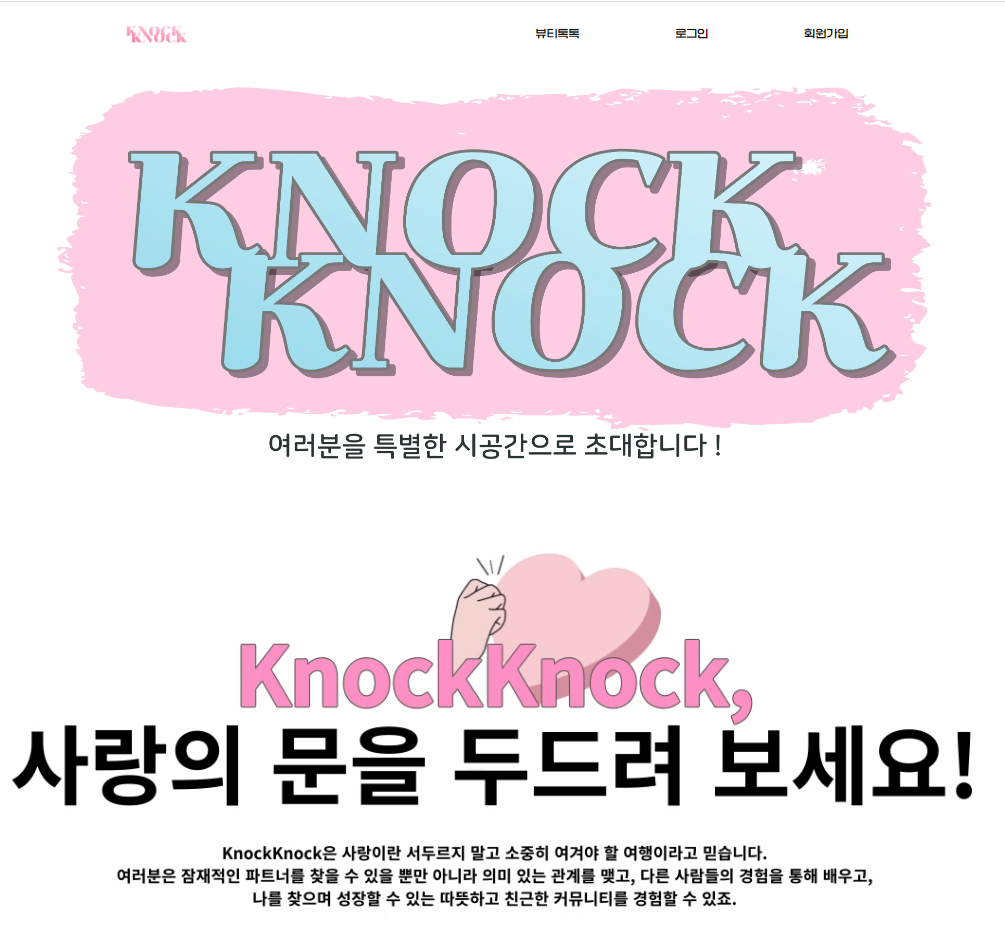 KNOCK
KNOCK
뷰티톡톡 로그인 회원가입
KNOCK
KNOCK
여러분을 특별한 시공간으로 초대합니다 !
KnockKnock,
사랑의 문을 두드려 보세요!
KnockKnock은 사랑이란 서두르지 말고 소중히 여겨야 할 여행이라고 믿습니다.
여러분은 잠재적인 파트너를 찾을 수 있을 뿐만 아니라 의미 있는 관계를 맺고, 다른 사람들의 경험을 통해 배우고,
나를 찾으며 성장할 수 있는 따뜻하고 친근한 커뮤니티를 경험할 수 있죠.